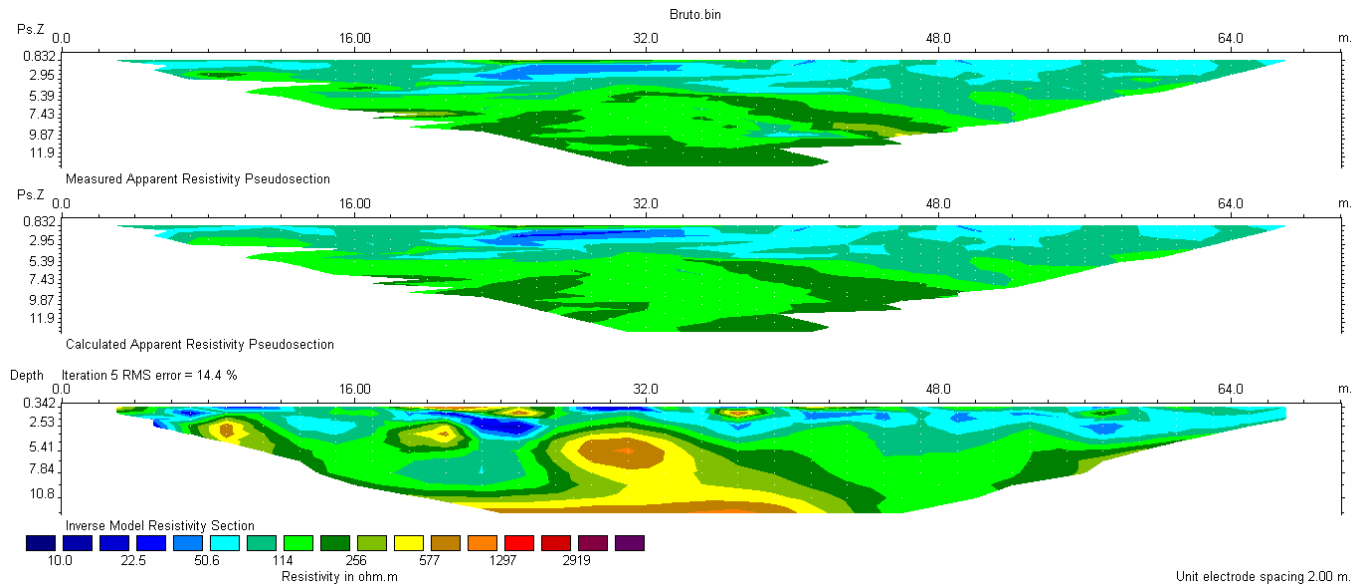 Bruto.bin
Ps.Z 0.0 16.00 32.0 48.0 64.0 m.
0.832
2.95
5.39
7.43
9.87
11.9
Measured Apparent Resistivity Pseudosection
Ps.Z 0.0 16.00 32.0 48.0 64.0 m.
0.832
2.95
5.39
7.43
9.87
11.9
Calculated Apparent Resistivity Pseudosection
Depth Iteration 5 RMS error = 14.4 %
0.0 16.00 32.0 48.0 64.0 m.
0.342
2.53
5.41
7.84
10.8
Inverse Model Resistivity Section
10.0 22.5 50.6 114 256 577 1297 2919
Resistivity in ohm.m
Unit electrode spacing 2.00 m.